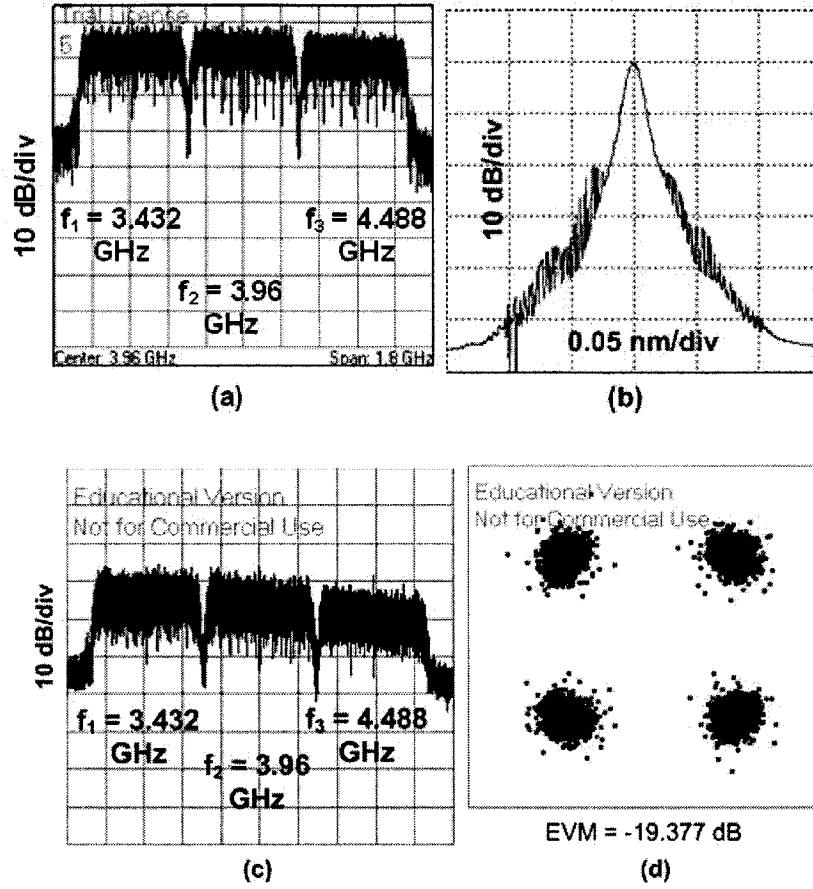 Trial License
5
10 dB/div
f₁ = 3.432
GHz
f₃ = 4.488
GHz
f₂ = 3.96
GHz
Center: 3.96 GHz
Span: 1.8 GHz
(a)
10 dB/div
0.05 nm/div
(b)
Educational Version
Not for Commercial Use
10 dB/div
f₁ = 3.432
GHz
f₃ = 4.488
GHz
f₂ = 3.96
GHz
(c)
Educational Version
Not for Commercial Use
EVM = -19.377 dB
(d)